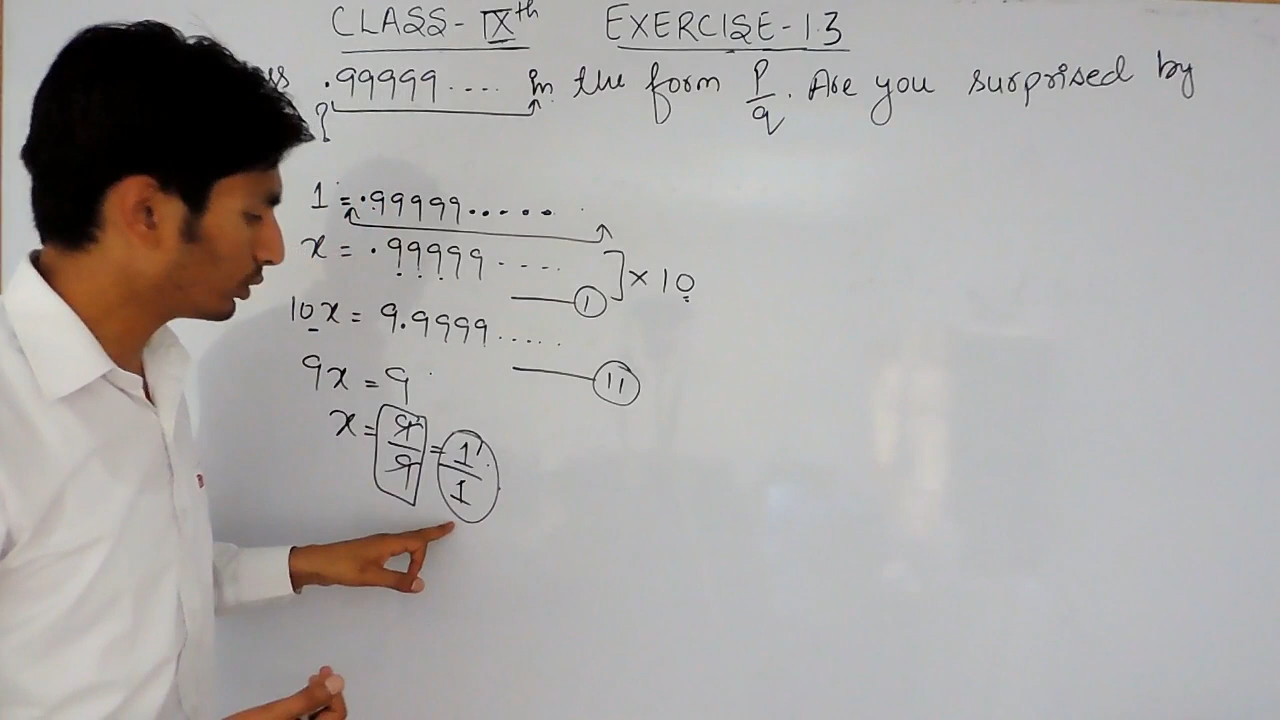 CLASS-IXth EXERCISE-1.3
.99999.... in the form p/q. Are you surprised by
?
1 = .99999.....
x = .99999.... ] × 10
①
10x = 9.9999.....
9x = 9
⑪
x = 9/9 = 1/1